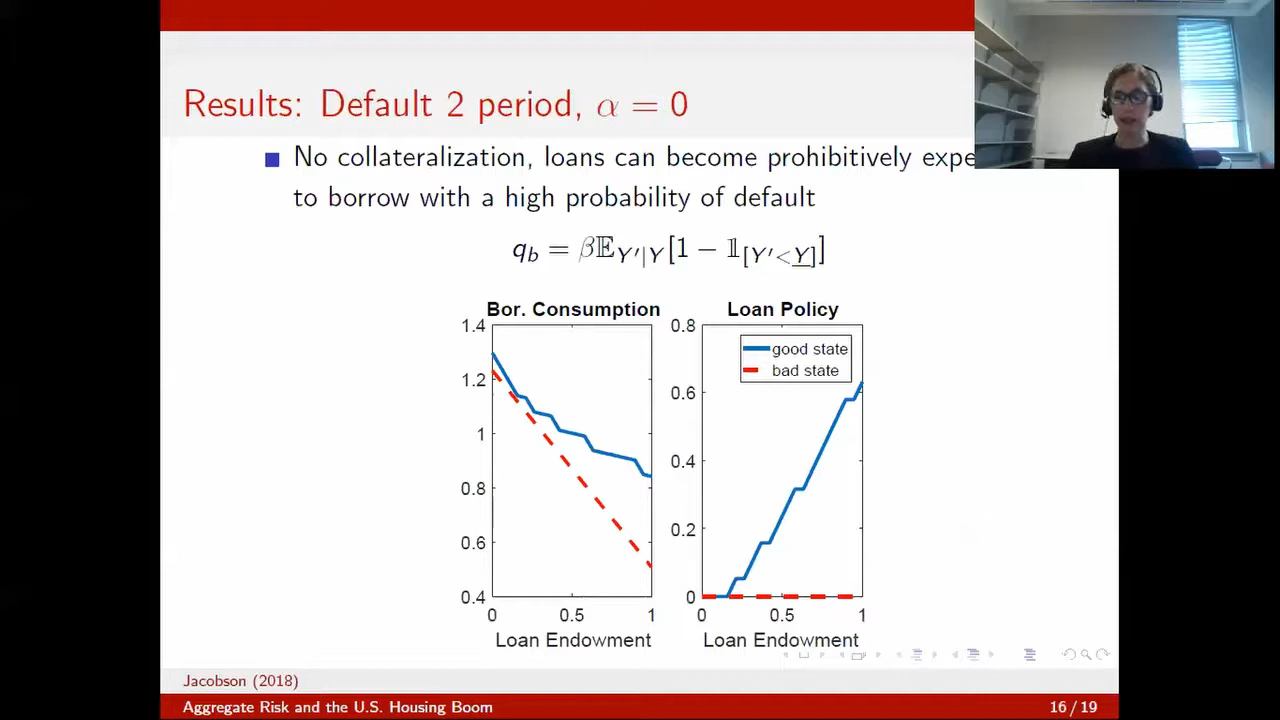 Results: Default 2 period, α = 0
No collateralization, loans can become prohibitively expe
to borrow with a high probability of default
q_b = β𝔼_{Y′|Y}[1 − 𝟙_{[Y′<\underline{Y}]}]
Bor. Consumption
1.4
1.2
1
0.8
0.6
0.4
0 0.5 1
Loan Endowment
Loan Policy
good state
bad state
0.8
0.6
0.4
0.2
0
0 0.5 1
Loan Endowment
Jacobson (2018)
Aggregate Risk and the U.S. Housing Boom
16 / 19